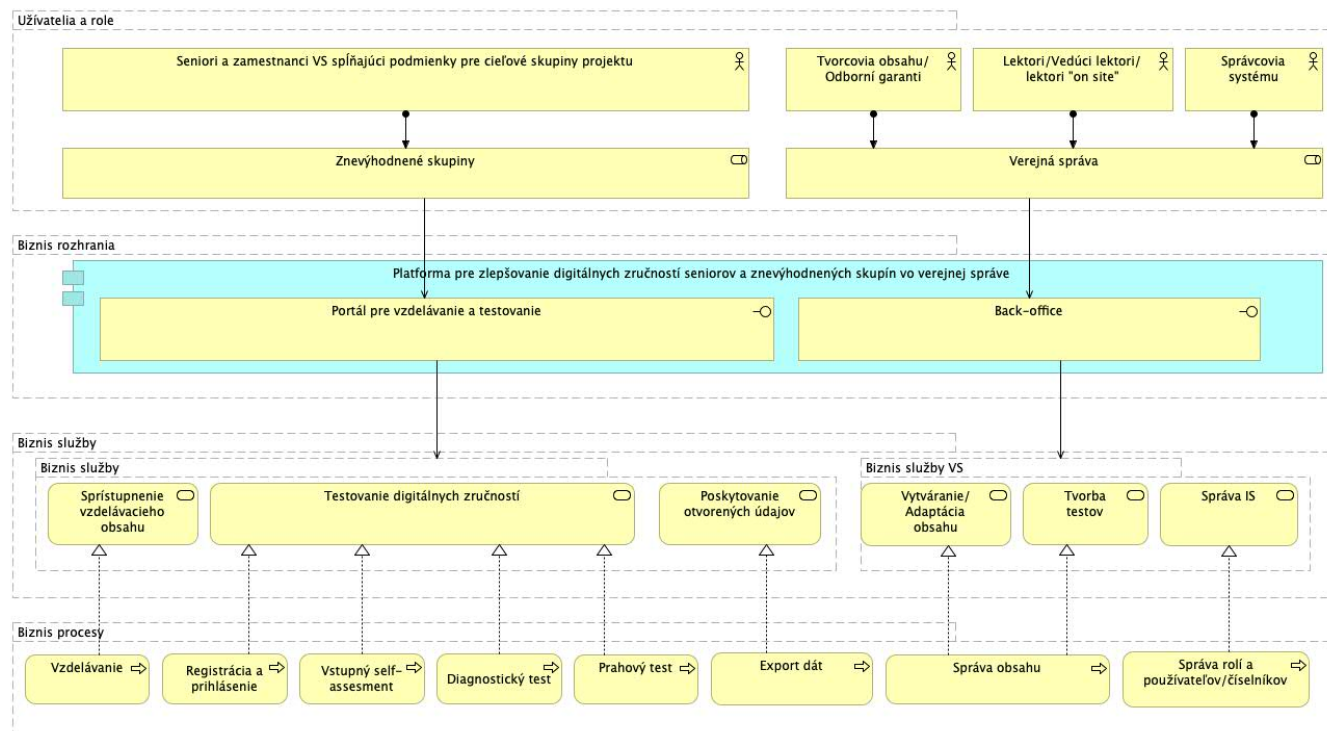 Užívatelia a role
Seniori a zamestnanci VS spĺňajúci podmienky pre cieľové skupiny projektu
Tvorcovia obsahu/
Odborní garanti
Lektori/Vedúci lektori/
lektori "on site"
Správcovia
systému
Znevýhodnené skupiny
Verejná správa
Biznis rozhrania
Platforma pre zlepšovanie digitálnych zručností seniorov a znevýhodnených skupín vo verejnej správe
Portál pre vzdelávanie a testovanie
Back-office
Biznis služby
Biznis služby
Biznis služby VS
Sprístupnenie
vzdelávacieho
obsahu
Testovanie digitálnych zručností
Poskytovanie
otvorených údajov
Vytváranie/
Adaptácia
obsahu
Tvorba
testov
Správa IS
Biznis procesy
Vzdelávanie
Registrácia a
prihlásenie
Vstupný self-
assesment
Diagnostický test
Prahový test
Export dát
Správa obsahu
Správa rolí a
používateľov/číselníkov